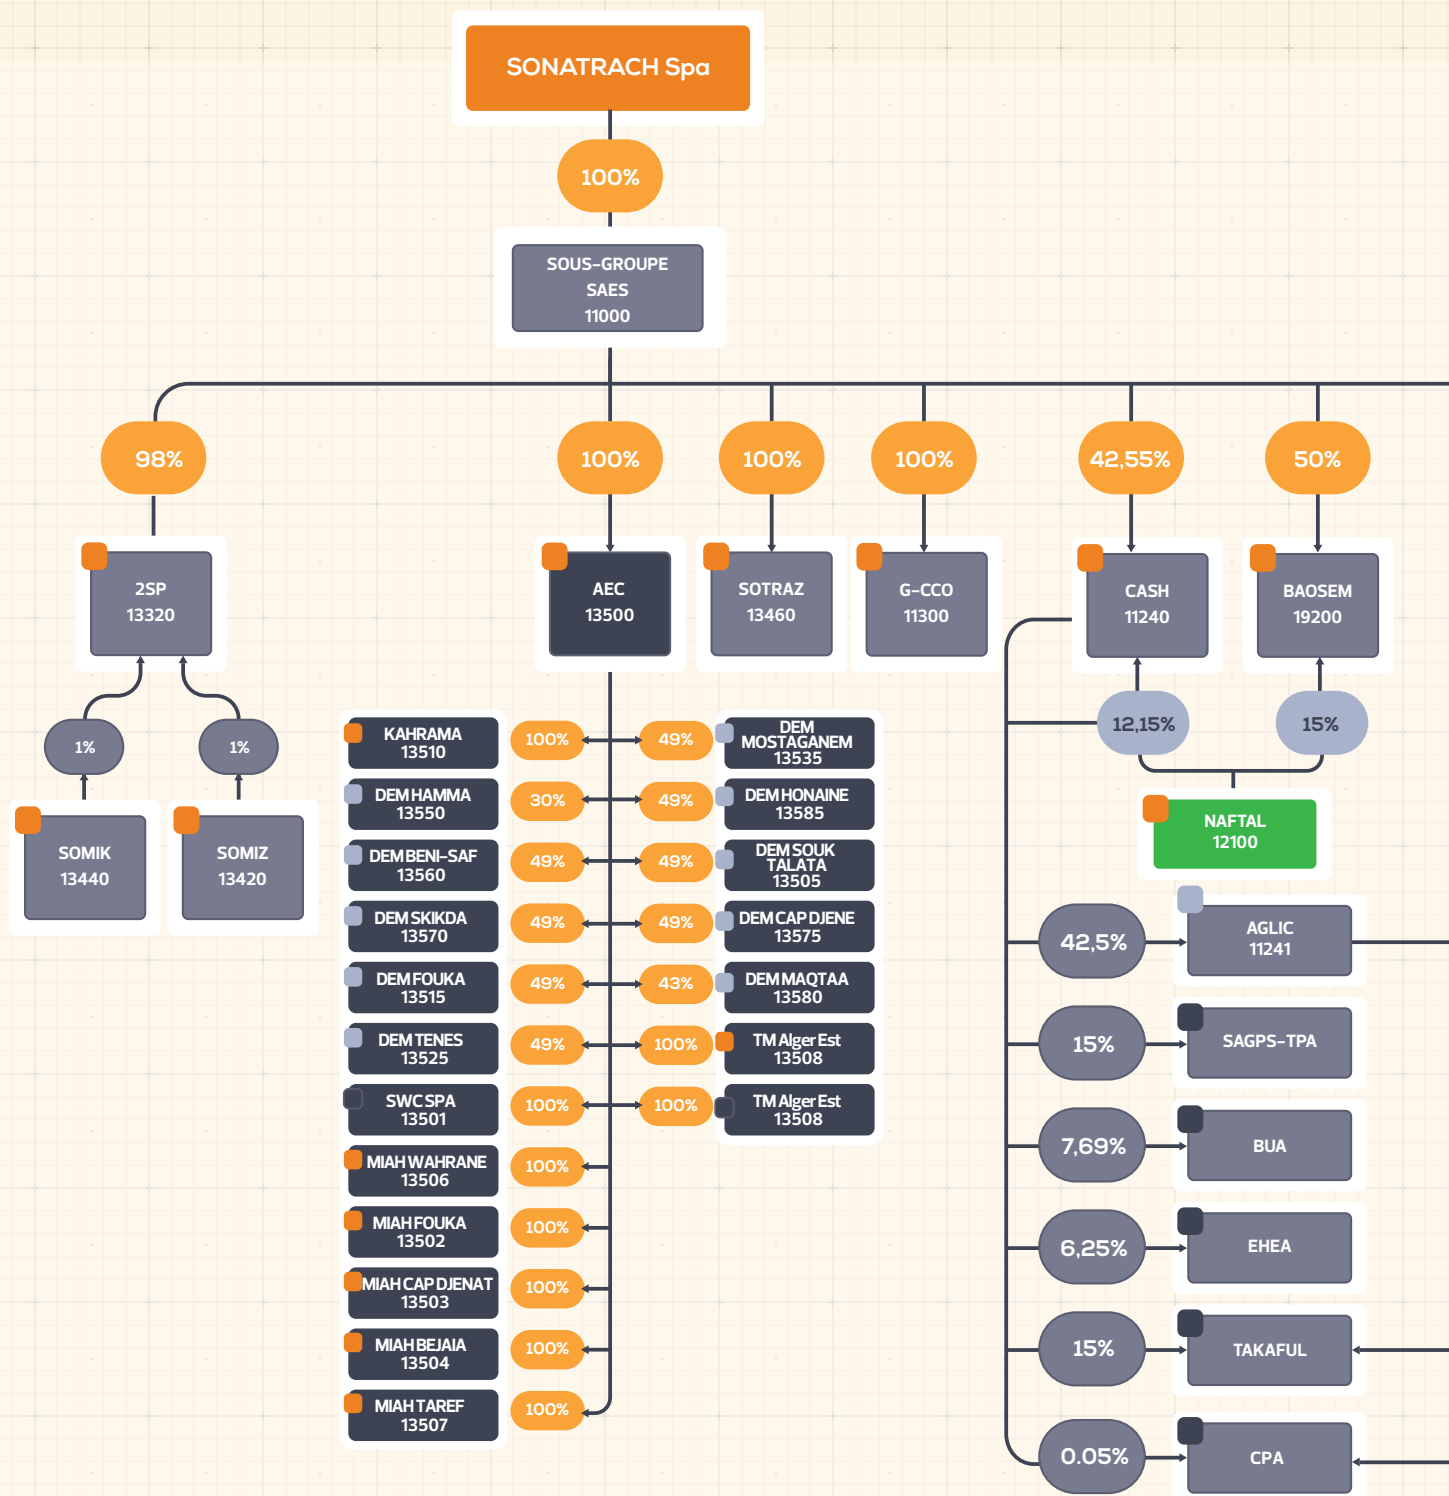 SONATRACH Spa
100%
SOUS-GROUPE
SAES
11000
98%
100%
100%
100%
42,55%
50%
2SP
13320
AEC
13500
SOTRAZ
13460
G-CCO
11300
CASH
11240
BAOSEM
19200
1%
1%
12,15%
15%
SOMIK
13440
SOMIZ
13420
NAFTAL
12100
KAHRAMA
13510
100%
49%
DEM
MOSTAGANEM
13535
DEM HAMMA
13550
30%
49%
DEM HONAINE
13585
DEM BENI-SAF
13560
49%
49%
DEM SOUK
TALATA
13505
DEM SKIKDA
13570
49%
49%
DEM CAP DJENE
13575
DEM FOUKA
13515
49%
43%
DEM MAQTAA
13580
DEM TENES
13525
49%
100%
TM Alger Est
13508
SWC SPA
13501
100%
100%
TM Alger Est
13508
MIAH WAHRANE
13506
100%
MIAH FOUKA
13502
100%
MIAH CAP DJENAT
13503
100%
MIAH BEJAIA
13504
100%
MIAH TAREF
13507
100%
42,5%
AGLIC
11241
15%
SAGPS-TPA
7,69%
BUA
6,25%
EHEA
15%
TAKAFUL
0.05%
CPA